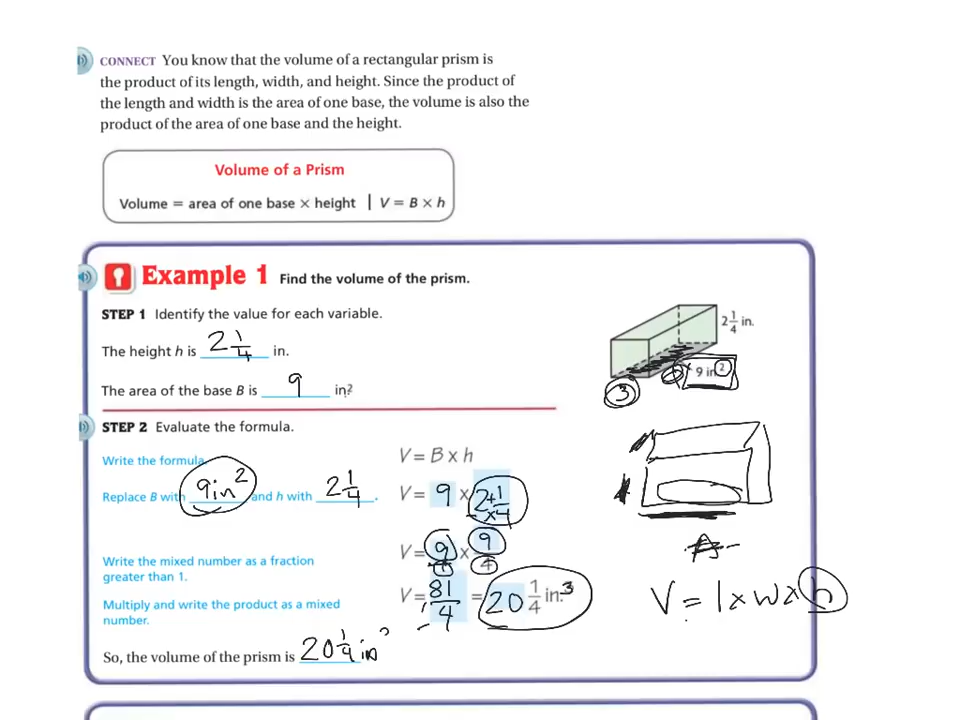 CONNECT You know that the volume of a rectangular prism is
the product of its length, width, and height. Since the product of
the length and width is the area of one base, the volume is also the
product of the area of one base and the height.
Volume of a Prism
Volume = area of one base × height | V = B × h
Example 1 Find the volume of the prism.
STEP 1 Identify the value for each variable.
The height h is 2 1/4 in.
2 1/4 in.
The area of the base B is 9 in²
9 in²
3
STEP 2 Evaluate the formula.
Write the formula. V = B x h
Replace B with 9in² and h with 2 1/4. V = 9 × 2 1/4
Write the mixed number as a fraction
greater than 1.
V = 9/1 × 9/4
Multiply and write the product as a mixed
number.
V = 81/4 = 20 1/4 in.³
V = l x w x h
So, the volume of the prism is 20 1/4 in³